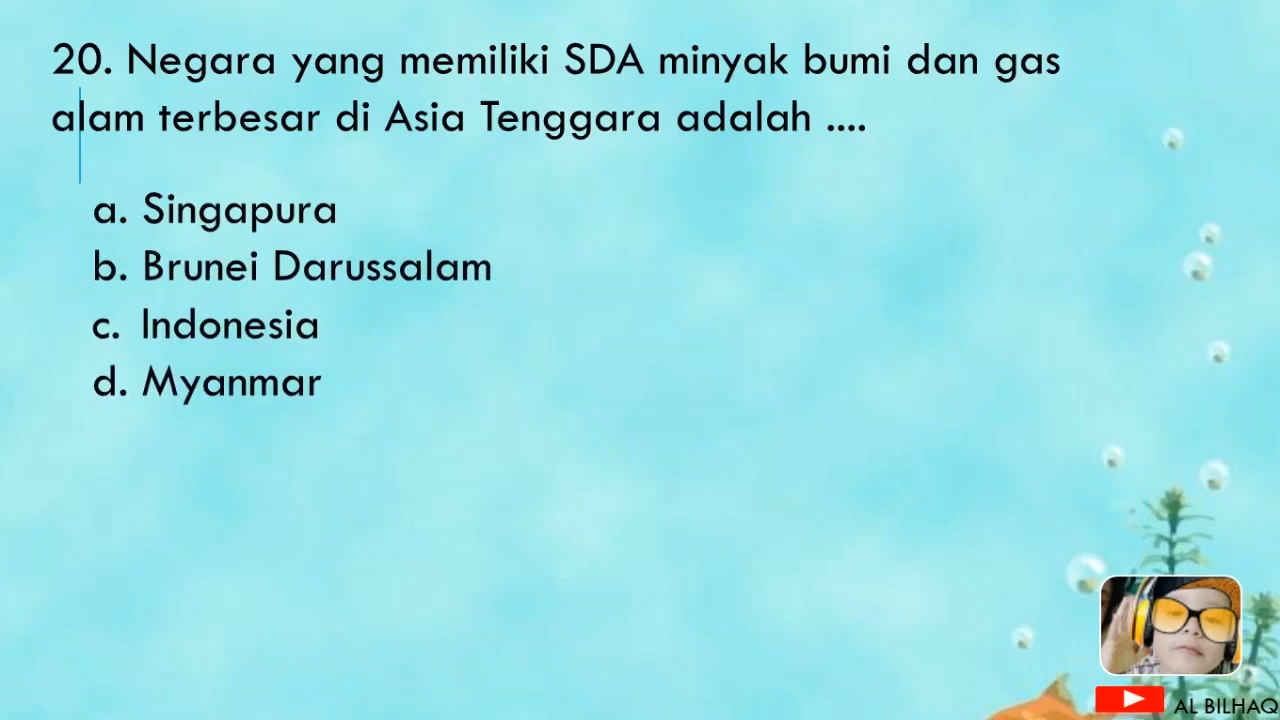 20. Negara yang memiliki SDA minyak bumi dan gas
alam terbesar di Asia Tenggara adalah ....
a. Singapura
b. Brunei Darussalam
c. Indonesia
d. Myanmar
AL BILHAQ